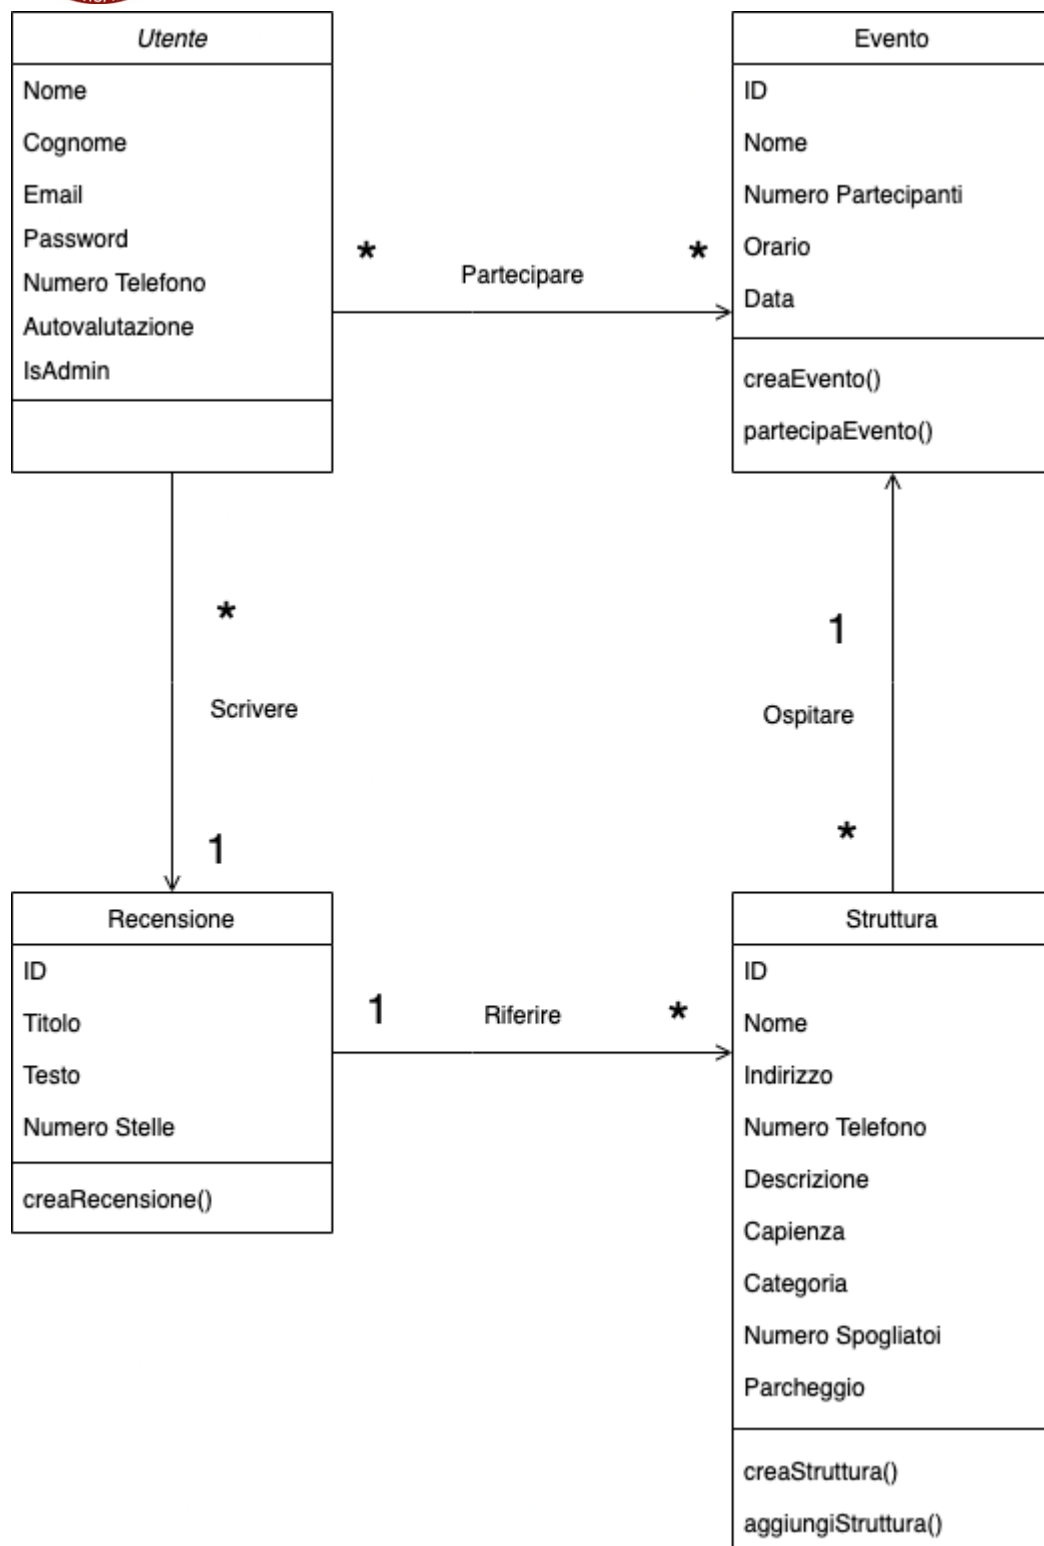 Utente
Nome
Cognome
Email
Password
Numero Telefono
Autovalutazione
IsAdmin
Evento
ID
Nome
Numero Partecipanti
Orario
Data
creaEvento()
partecipaEvento()
*
Partecipare
*
*
Scrivere
1
1
Ospitare
*
Recensione
ID
Titolo
Testo
Numero Stelle
creaRecensione()
1
Riferire
*
Struttura
ID
Nome
Indirizzo
Numero Telefono
Descrizione
Capienza
Categoria
Numero Spogliatoi
Parcheggio
creaStruttura()
aggiungiStruttura()